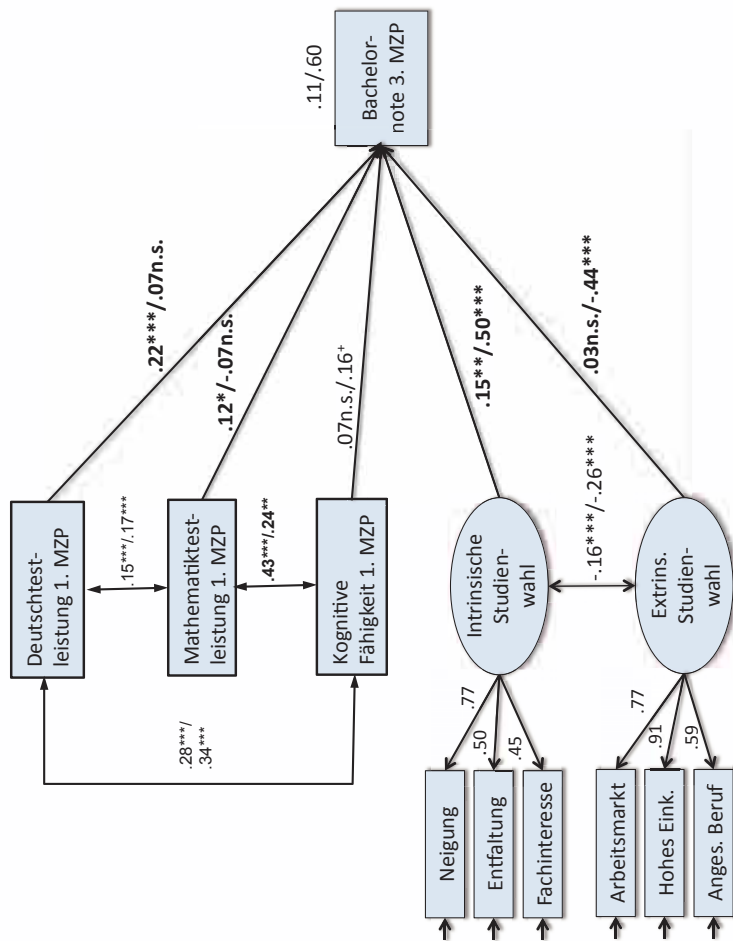 Deutschtest-
leistung 1. MZP
.15***/.17***
Mathematiktest-
leistung 1. MZP
.43***/.24**
Kognitive
Fähigkeit 1. MZP
.28***/
.34***
.22***/.07n.s.
.12*/-.07n.s.
.07n.s./.16+
.15**/.50***
.03n.s./-.44***
.11/.60
Bachelor-
note 3. MZP
Intrinsische
Studien-
wahl
-.16***/-.26***
Extrins.
Studien-
wahl
.77
.50
.45
Neigung
Entfaltung
Fachinteresse
.77
.91
.59
Arbeitsmarkt
Hohes Eink.
Anges. Beruf